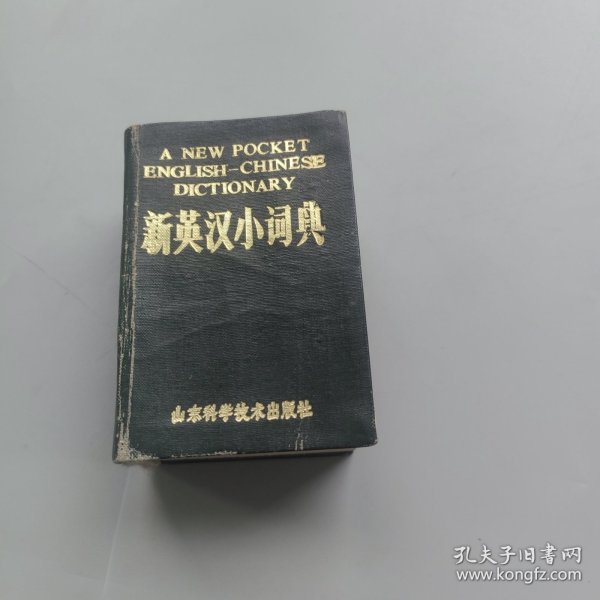 A NEW POCKET
ENGLISH-CHINESE
DICTIONARY
新英汉小词典
山东科学技术出版社
孔夫子旧书网
www.kongfz.com